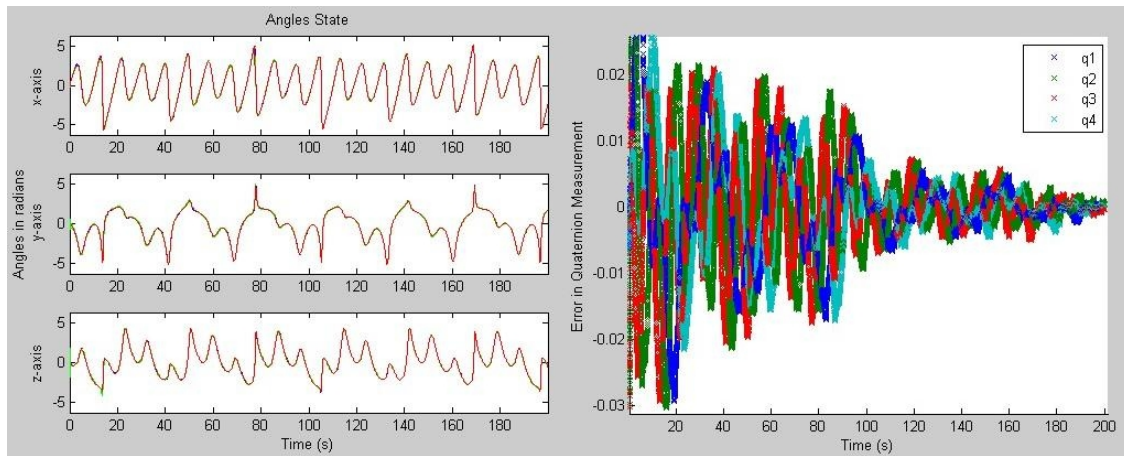 Angles State
x-axis
5
0
-5
0 20 40 60 80 100 120 140 160 180
Angles in radians
y-axis
5
0
-5
0 20 40 60 80 100 120 140 160 180
z-axis
5
0
-5
0 20 40 60 80 100 120 140 160 180
Time (s)
Error in Quaternion Measurement
0.02
0.01
0
-0.01
-0.02
-0.03
20 40 60 80 100 120 140 160 180 200
Time (s)
q1
q2
q3
q4